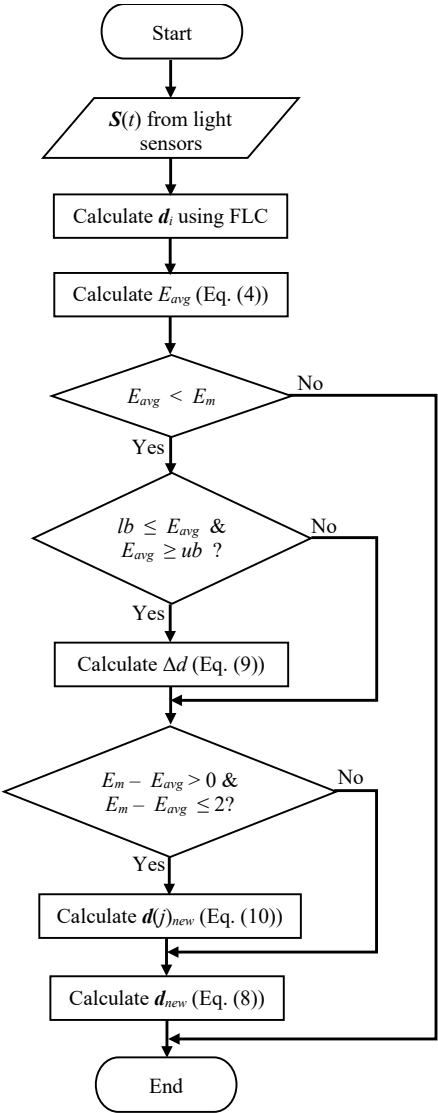 Start
S(t) from light
sensors
Calculate dᵢ using FLC
Calculate Eavg (Eq. (4))
Eavg < Em
No
Yes
lb ≤ Eavg &
Eavg ≥ ub ?
No
Yes
Calculate Δd (Eq. (9))
Em – Eavg > 0 &
Em – Eavg ≤ 2?
No
Yes
Calculate d(j)new (Eq. (10))
Calculate dnew (Eq. (8))
End